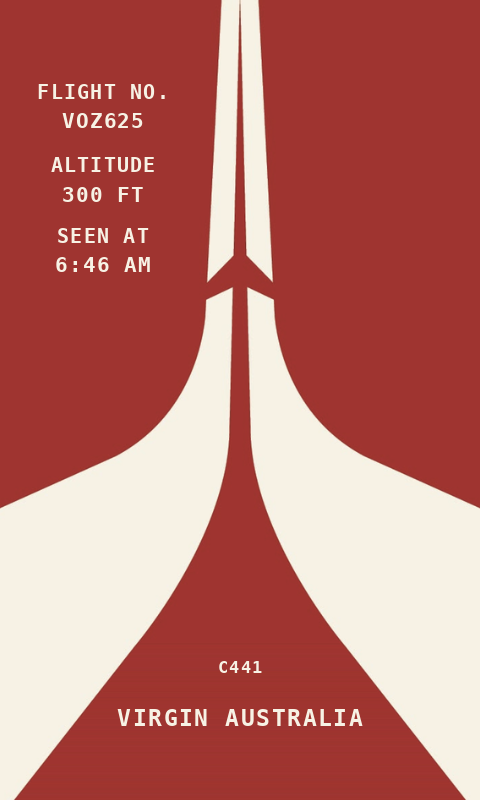 FLIGHT NO.
VOZ625
ALTITUDE
300 FT
SEEN AT
6:46 AM
C441
VIRGIN AUSTRALIA